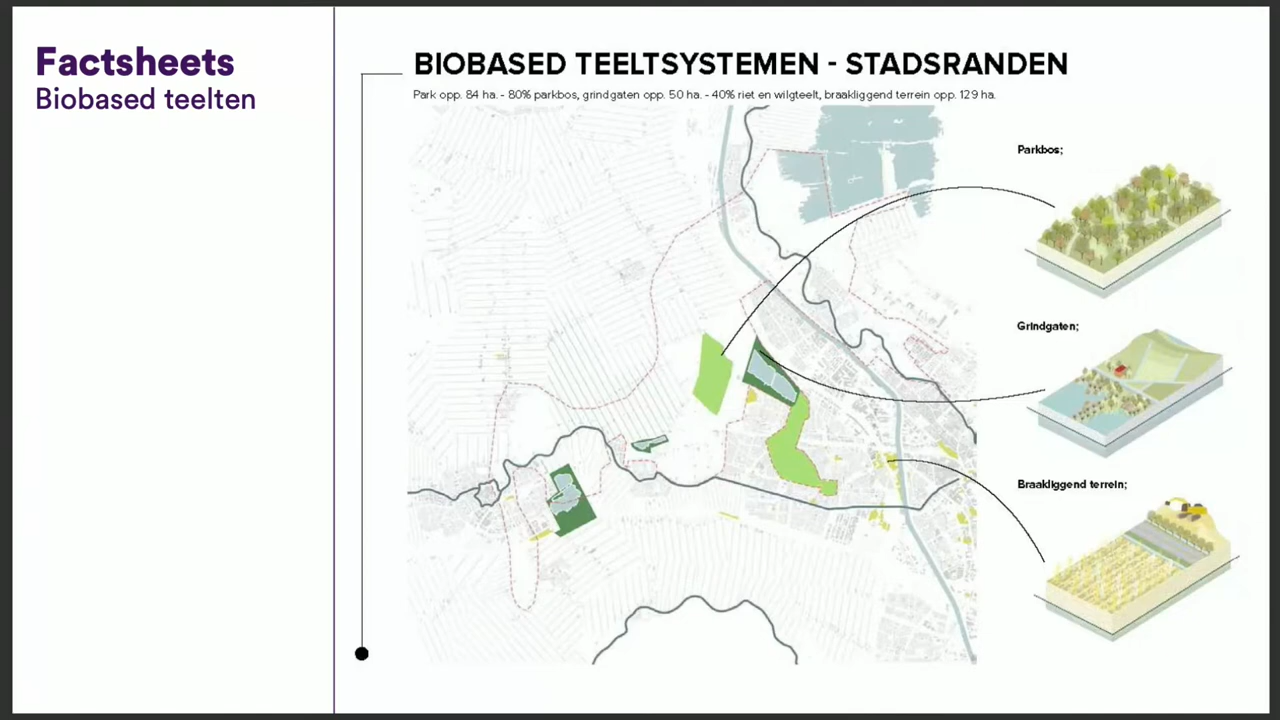 Factsheets
Biobased teelten
BIOBASED TEELTSYSTEMEN - STADSRANDEN
Park opp. 84 ha. - 80% parkbos, grindgaten opp. 50 ha. - 40% riet en wilgteelt, braakliggend terrein opp. 129 ha.
Parkbos;
Grindgaten;
Braakliggend terrein;